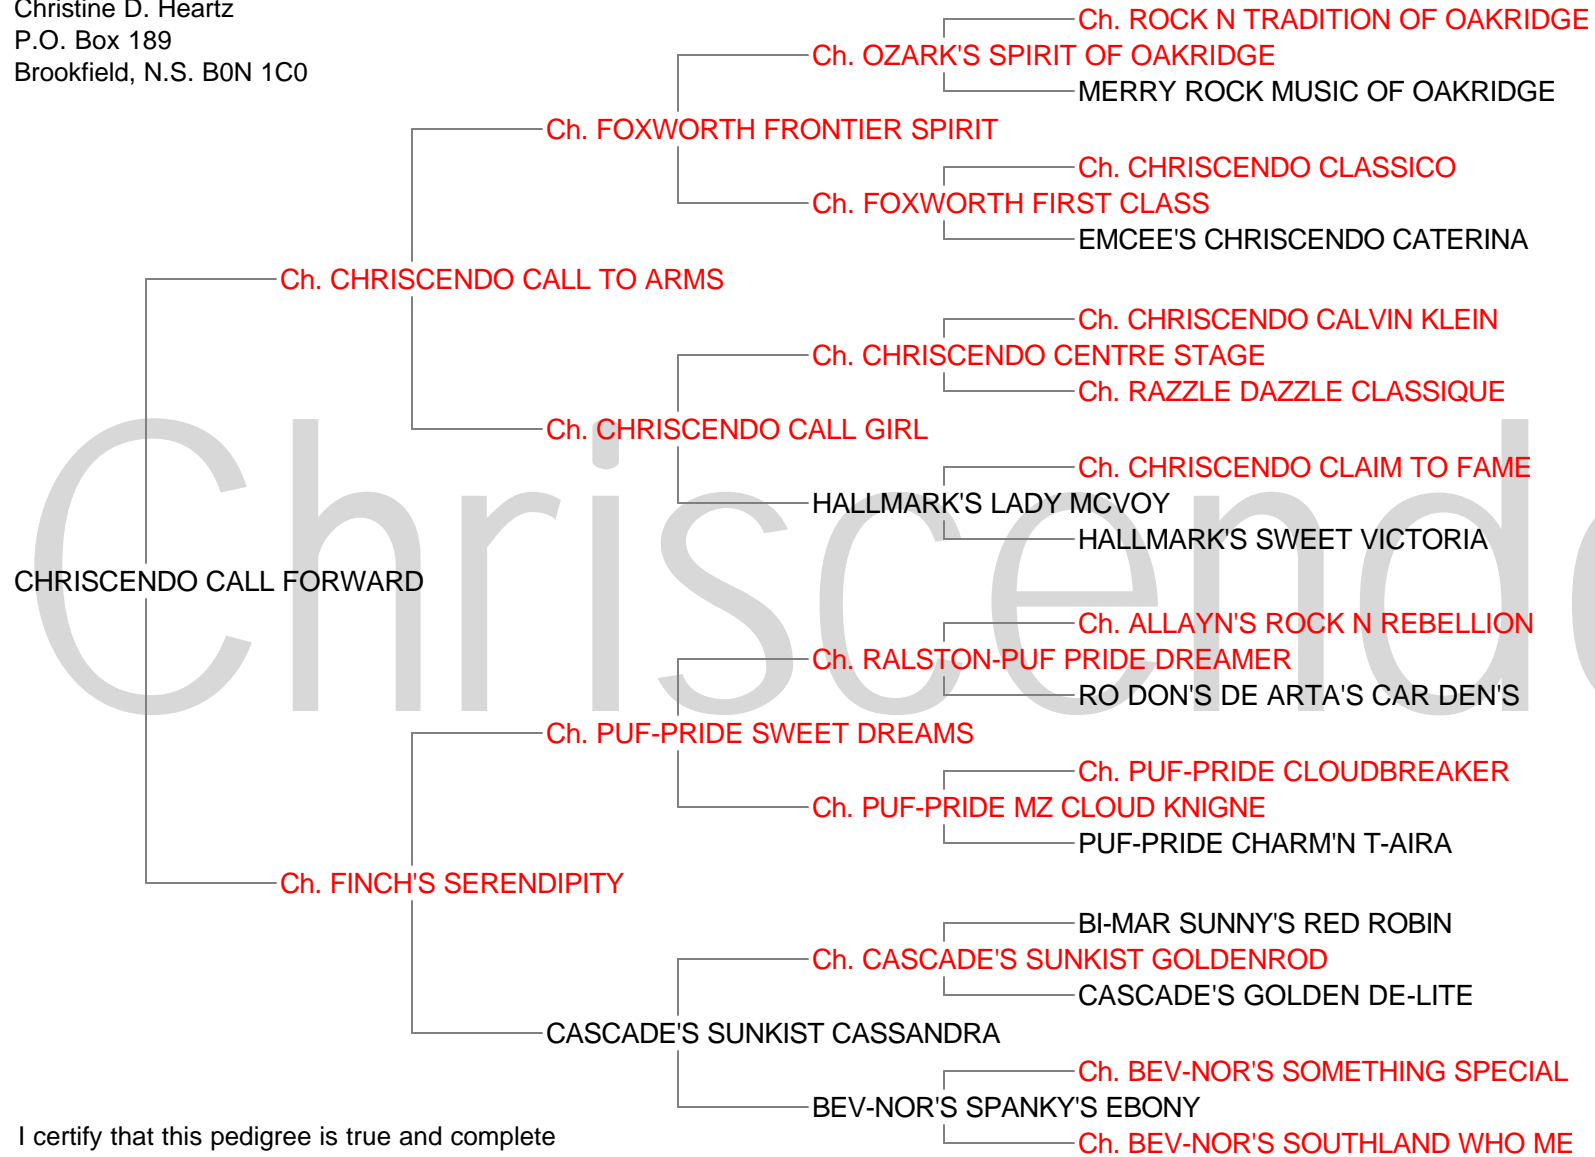 Christine D. Heartz
P.O. Box 189
Brookfield, N.S. B0N 1C0
Ch. ROCK N TRADITION OF OAKRIDGE
Ch. OZARK'S SPIRIT OF OAKRIDGE
MERRY ROCK MUSIC OF OAKRIDGE
Ch. FOXWORTH FRONTIER SPIRIT
Ch. CHRISCENDO CLASSICO
Ch. FOXWORTH FIRST CLASS
EMCEE'S CHRISCENDO CATERINA
Ch. CHRISCENDO CALL TO ARMS
Ch. CHRISCENDO CALVIN KLEIN
Ch. CHRISCENDO CENTRE STAGE
Ch. RAZZLE DAZZLE CLASSIQUE
Ch. CHRISCENDO CALL GIRL
Ch. CHRISCENDO CLAIM TO FAME
HALLMARK'S LADY MCVOY
HALLMARK'S SWEET VICTORIA
Chriscendo
CHRISCENDO CALL FORWARD
Ch. ALLAYN'S ROCK N REBELLION
Ch. RALSTON-PUF PRIDE DREAMER
RO DON'S DE ARTA'S CAR DEN'S
Ch. PUF-PRIDE SWEET DREAMS
Ch. PUF-PRIDE CLOUDBREAKER
Ch. PUF-PRIDE MZ CLOUD KNIGNE
PUF-PRIDE CHARM'N T-AIRA
Ch. FINCH'S SERENDIPITY
BI-MAR SUNNY'S RED ROBIN
Ch. CASCADE'S SUNKIST GOLDENROD
CASCADE'S GOLDEN DE-LITE
CASCADE'S SUNKIST CASSANDRA
Ch. BEV-NOR'S SOMETHING SPECIAL
BEV-NOR'S SPANKY'S EBONY
Ch. BEV-NOR'S SOUTHLAND WHO ME
I certify that this pedigree is true and complete